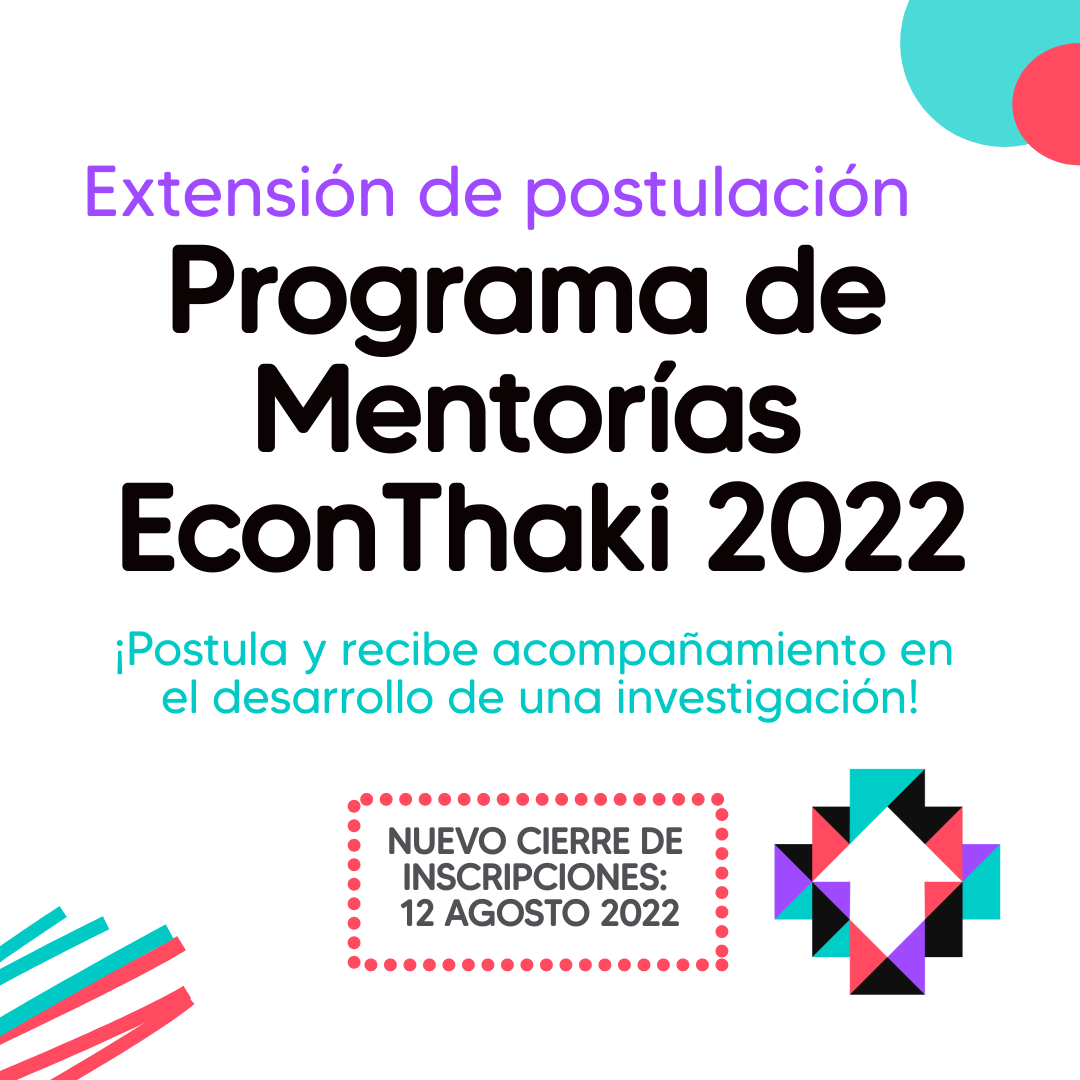 Extensión de postulación
Programa de
Mentorías
EconThaki 2022
¡Postula y recibe acompañamiento en
el desarrollo de una investigación!
NUEVO CIERRE DE
INSCRIPCIONES:
12 AGOSTO 2022